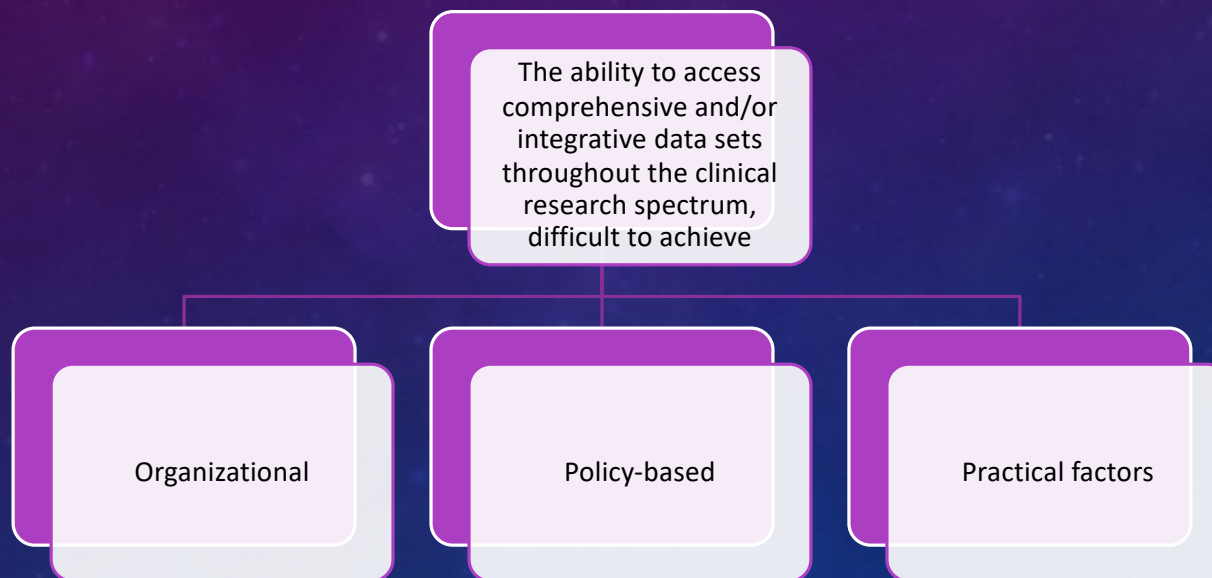 The ability to access
comprehensive and/or
integrative data sets
throughout the clinical
research spectrum,
difficult to achieve
Organizational
Policy-based
Practical factors